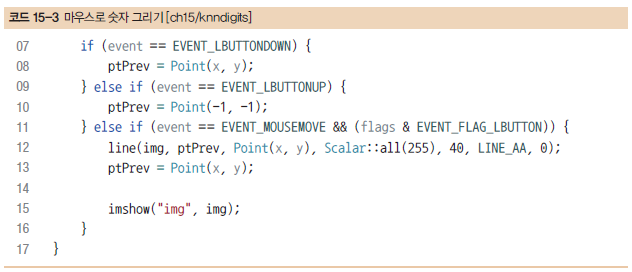 코드 15-3 마우스로 숫자 그리기 [ch15/knndigits]
07 if (event == EVENT_LBUTTONDOWN) {
08 ptPrev = Point(x, y);
09 } else if (event == EVENT_LBUTTONUP) {
10 ptPrev = Point(-1, -1);
11 } else if (event == EVENT_MOUSEMOVE && (flags & EVENT_FLAG_LBUTTON)) {
12 line(img, ptPrev, Point(x, y), Scalar::all(255), 40, LINE_AA, 0);
13 ptPrev = Point(x, y);
14
15 imshow("img", img);
16 }
17 }